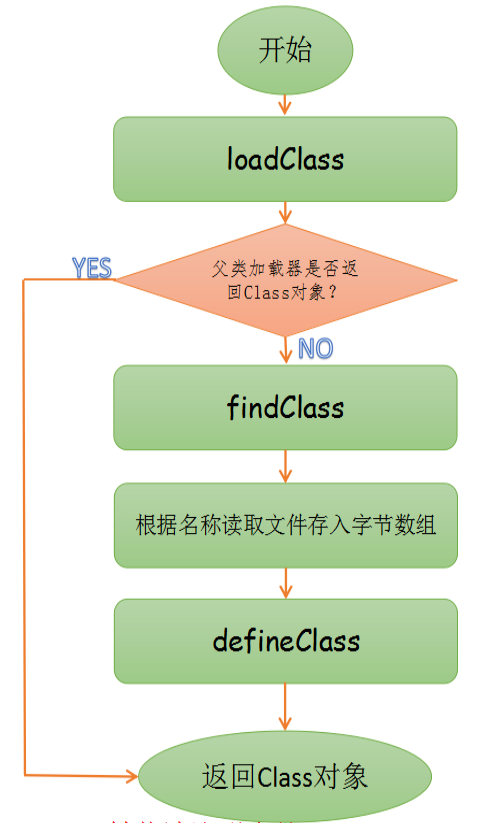 开始
loadClass
父类加载器是否返
回Class对象？
YES
NO
findClass
根据名称读取文件存入字节数组
defineClass
返回Class对象